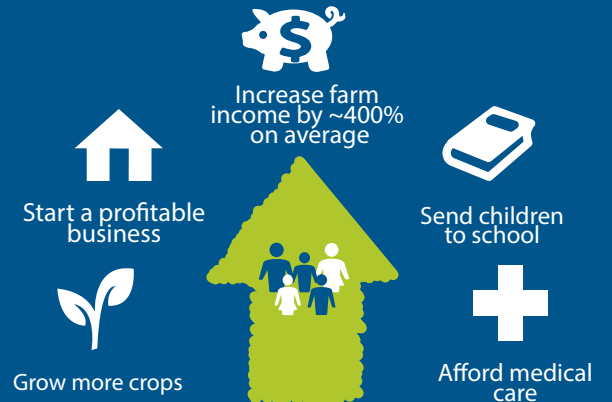 $
Increase farm
income by ~400%
on average
Start a profitable
business
Send children
to school
Grow more crops
Afford medical
care